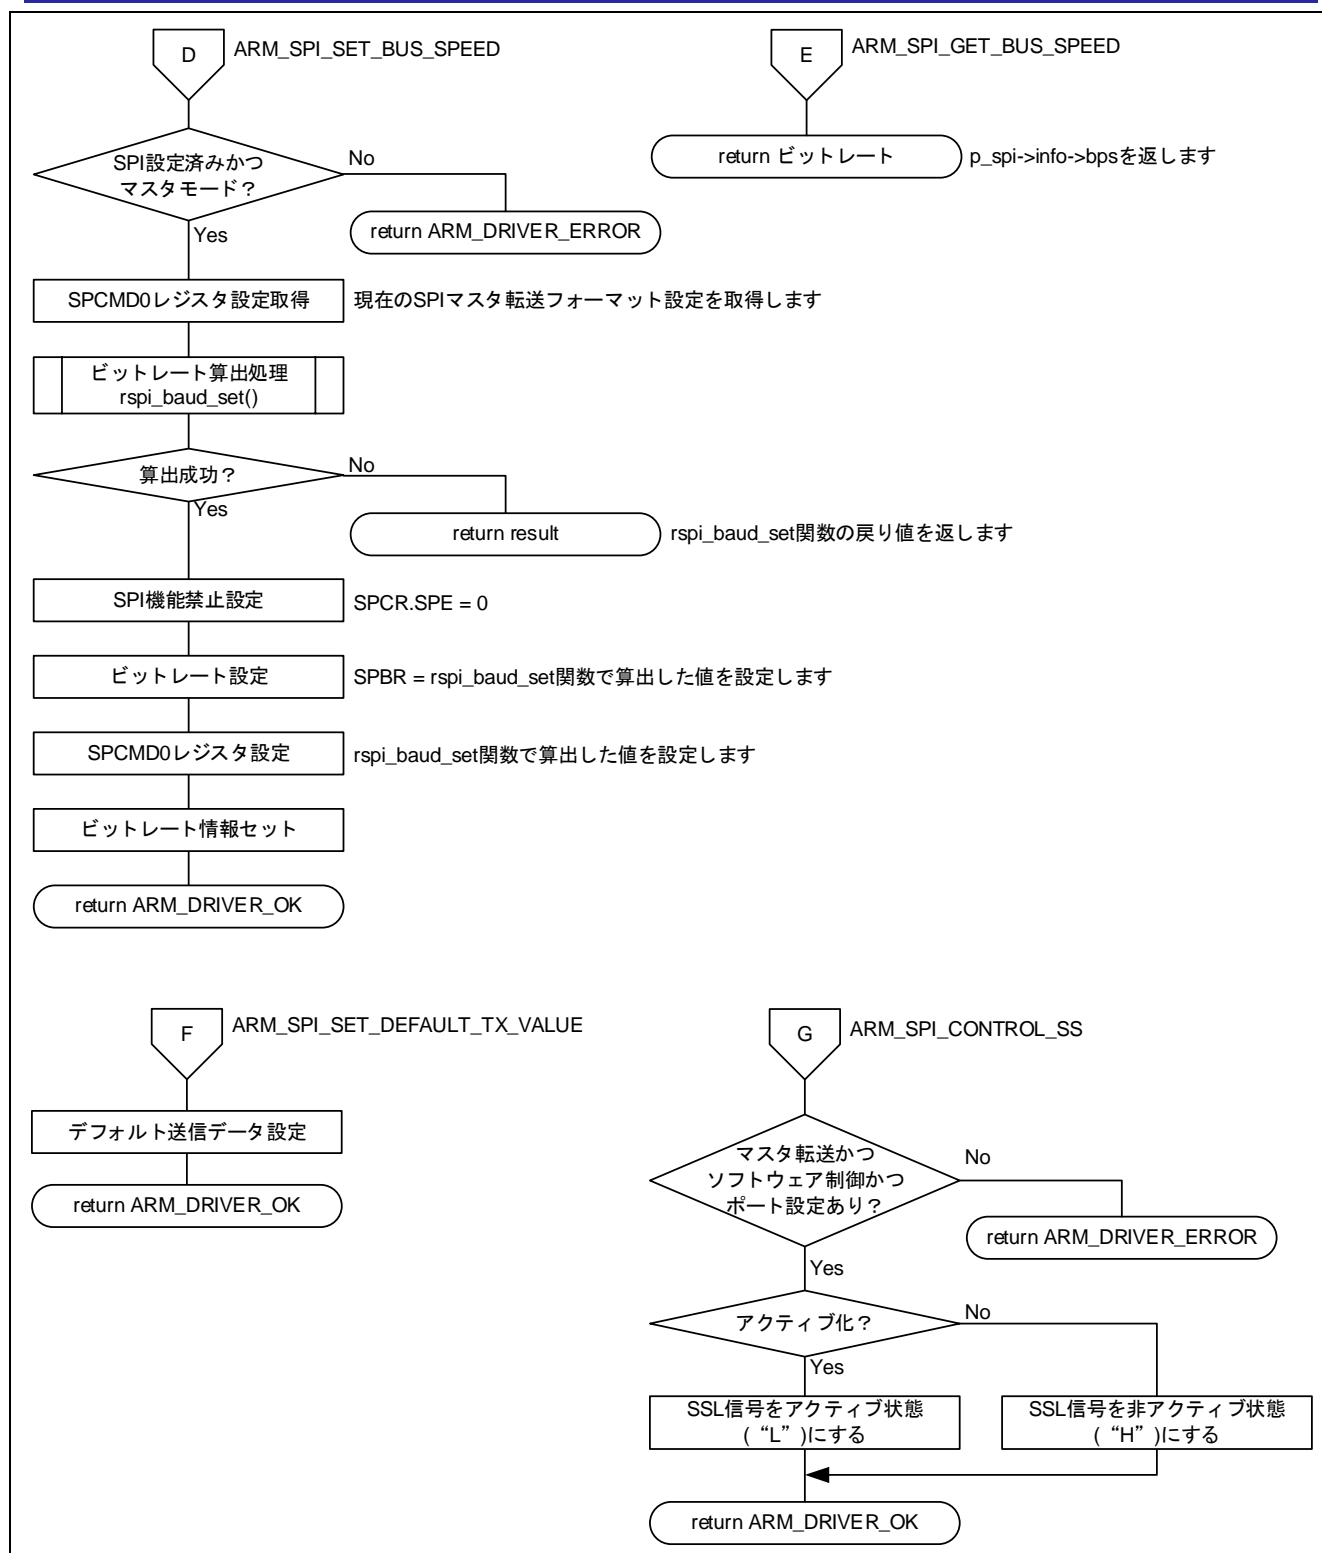 D
ARM_SPI_SET_BUS_SPEED
SPI設定済みかつ
マスタモード？
No
return ARM_DRIVER_ERROR
Yes
SPCMD0レジスタ設定取得
現在のSPIマスタ転送フォーマット設定を取得します
ビットレート算出処理
rspi_baud_set()
算出成功？
No
return result
rspi_baud_set関数の戻り値を返します
Yes
SPI機能禁止設定
SPCR.SPE = 0
ビットレート設定
SPBR = rspi_baud_set関数で算出した値を設定します
SPCMD0レジスタ設定
rspi_baud_set関数で算出した値を設定します
ビットレート情報セット
return ARM_DRIVER_OK
E
ARM_SPI_GET_BUS_SPEED
return ビットレート
p_spi->info->bpsを返します
F
ARM_SPI_SET_DEFAULT_TX_VALUE
デフォルト送信データ設定
return ARM_DRIVER_OK
G
ARM_SPI_CONTROL_SS
マスタ転送かつ
ソフトウェア制御かつ
ポート設定あり？
No
return ARM_DRIVER_ERROR
Yes
アクティブ化？
No
Yes
SSL信号をアクティブ状態
(“L”)にする
SSL信号を非アクティブ状態
(“H”)にする
return ARM_DRIVER_OK